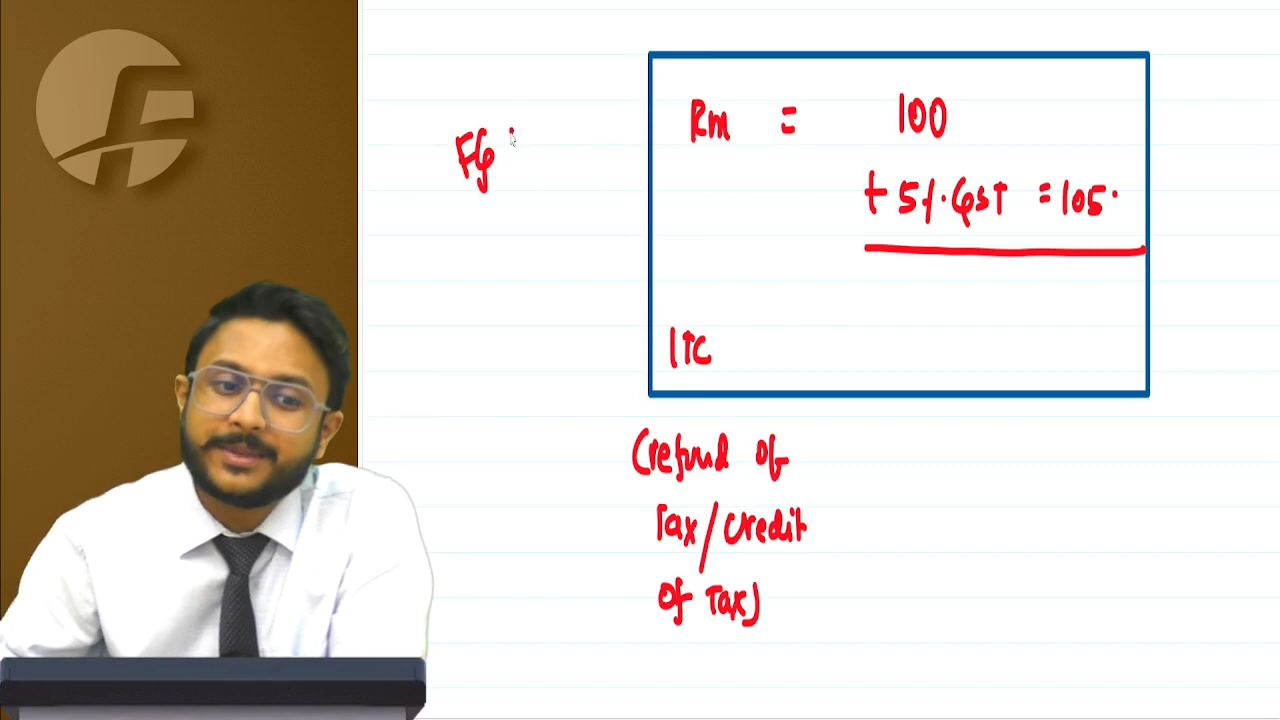 Rm = 100
FG
+ 5%. GST = 105.
ITC
(refund of
Tax/credit
of Tax)